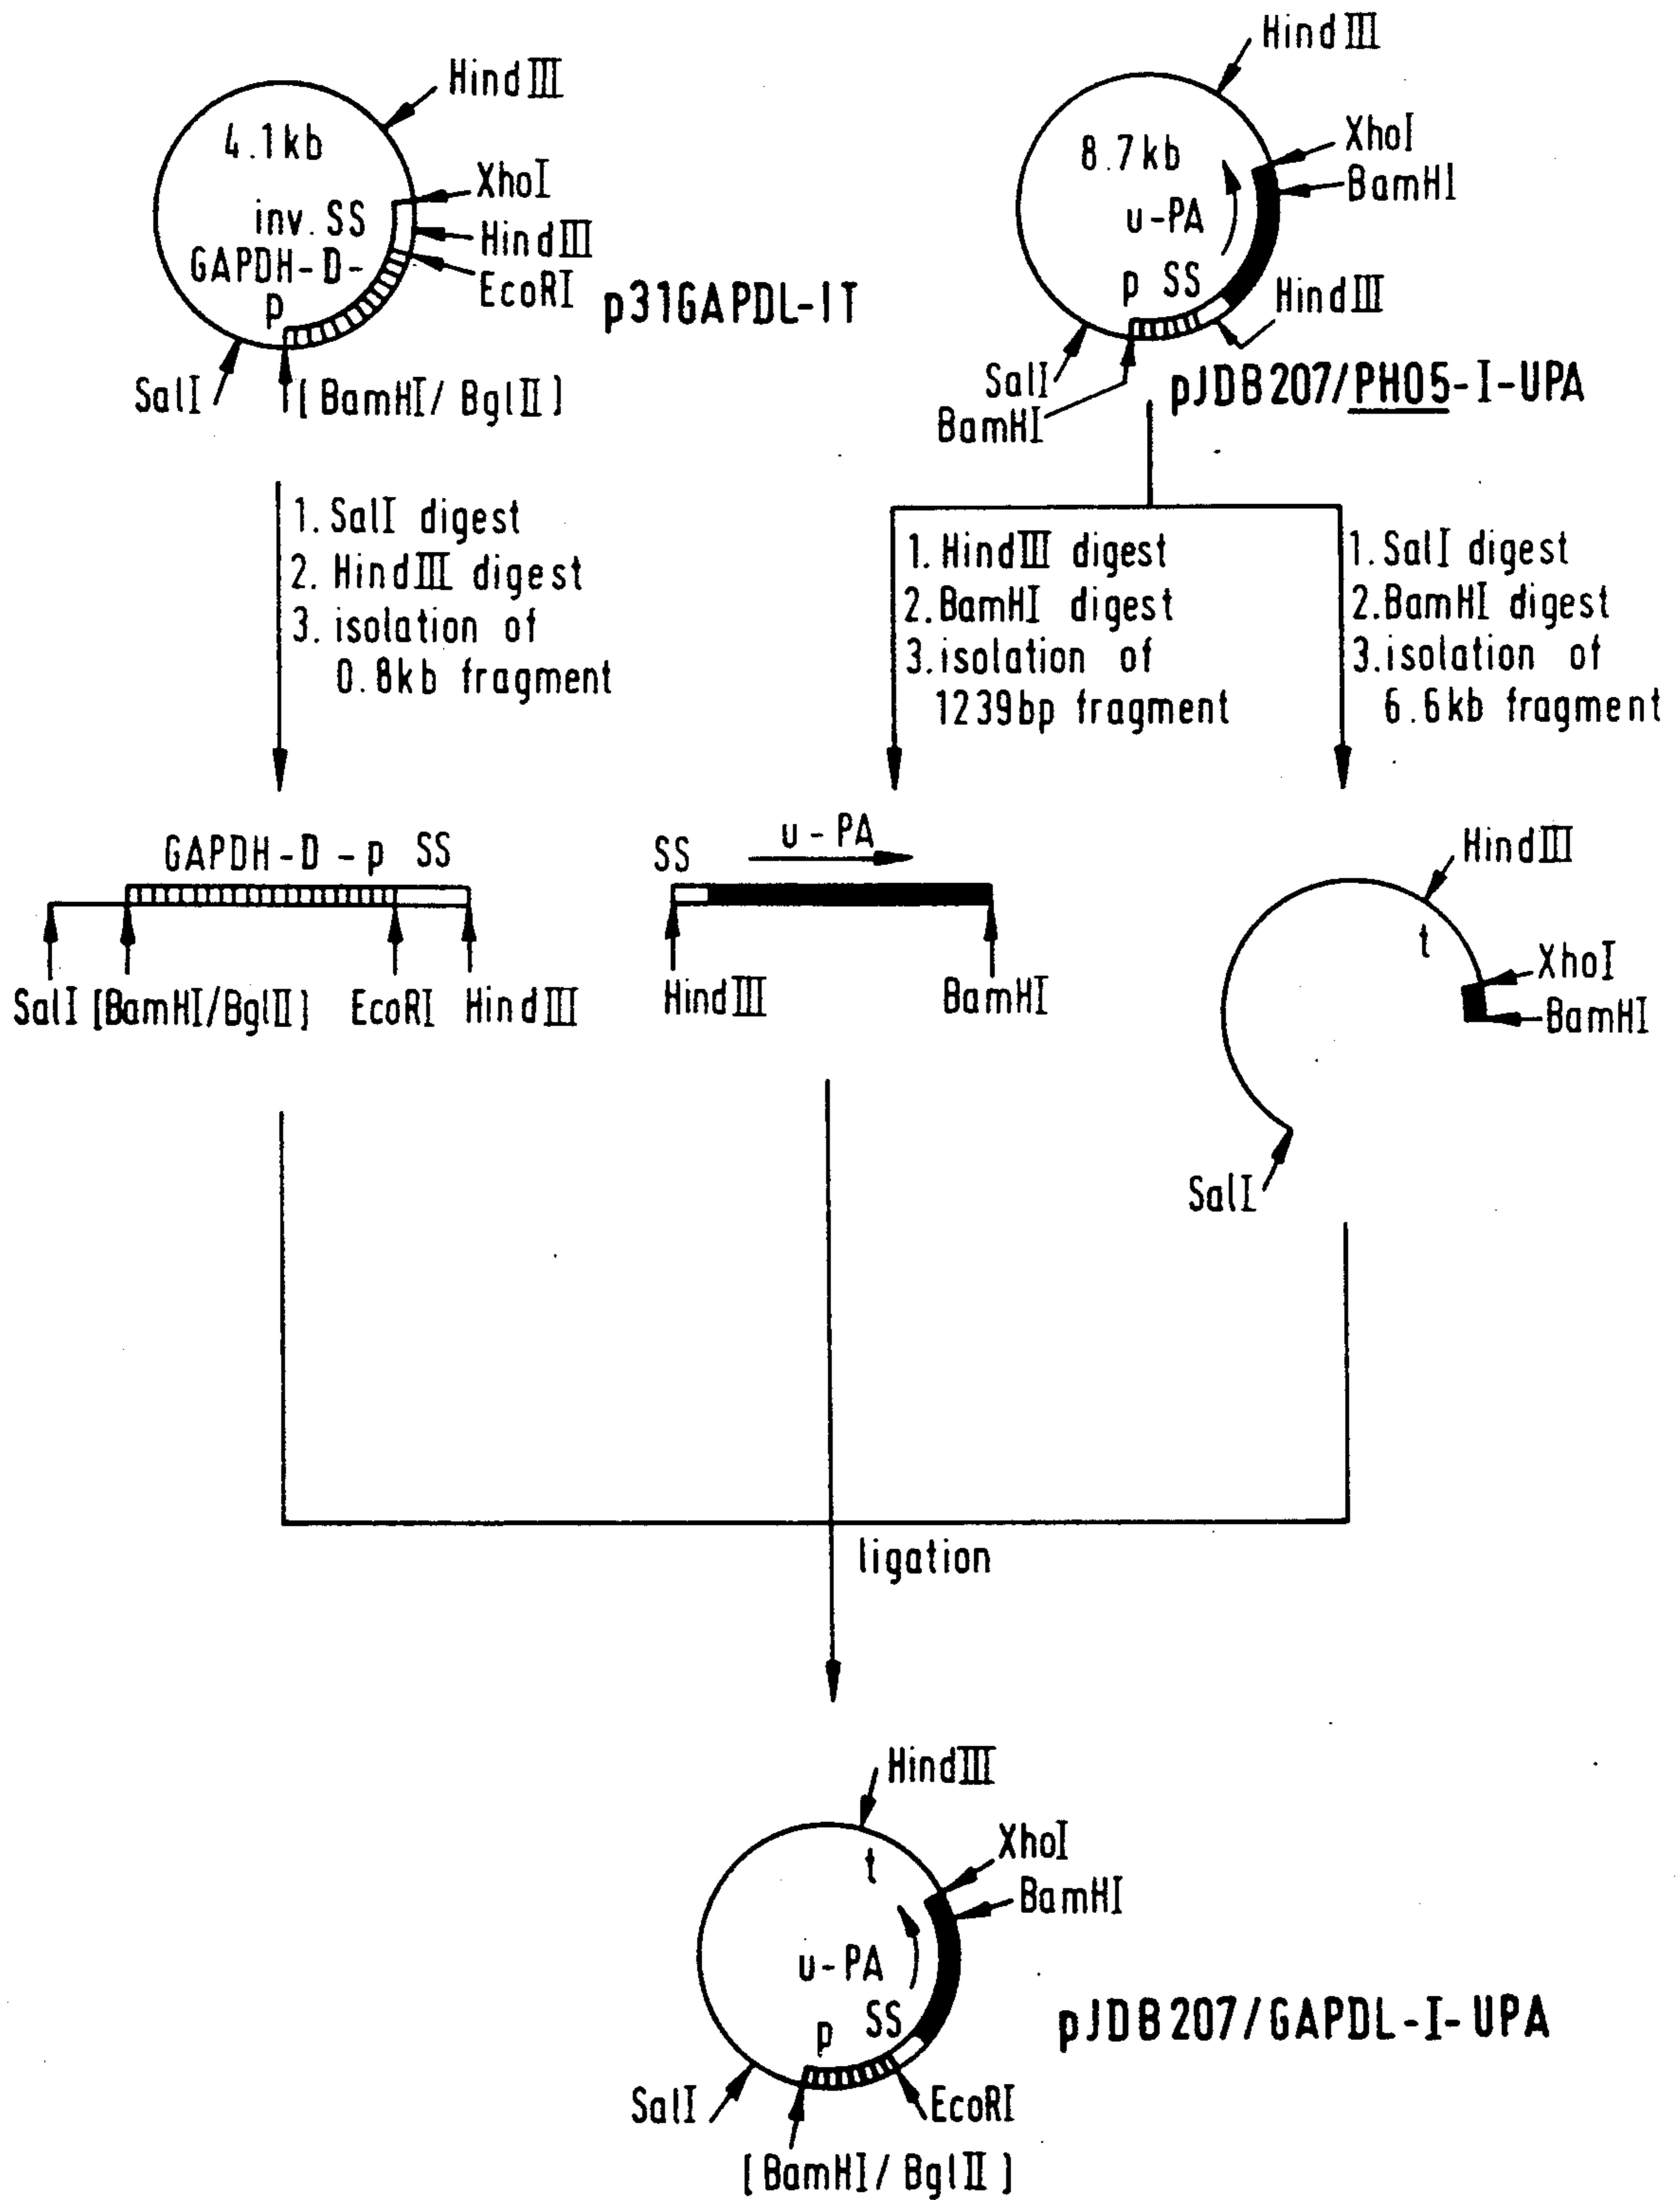 HindIII
4.1kb
XhoI
inv. SS
HindIII
GAPDH-D-
p
EcoRI
p31GAPDL-IT
SalI
[BamHI/BglII]
HindIII
8.7kb
XhoI
BamHI
u-PA
p SS
HindIII
SalI
BamHI
pJDB207/PHO5-I-UPA
1. SalI digest
2. HindIII digest
3. isolation of
0.8kb fragment
1. HindIII digest
2. BamHI digest
3. isolation of
1239bp fragment
1. SalI digest
2. BamHI digest
3. isolation of
6.6kb fragment
GAPDH-D-p SS
SalI [BamHI/BglII] EcoRI HindIII
SS u-PA
HindIII BamHI
HindIII
t
XhoI
BamHI
SalI
ligation
HindIII
t
XhoI
BamHI
u-PA
p SS
SalI
EcoRI
[BamHI/BglII]
pJDB207/GAPDL-I-UPA